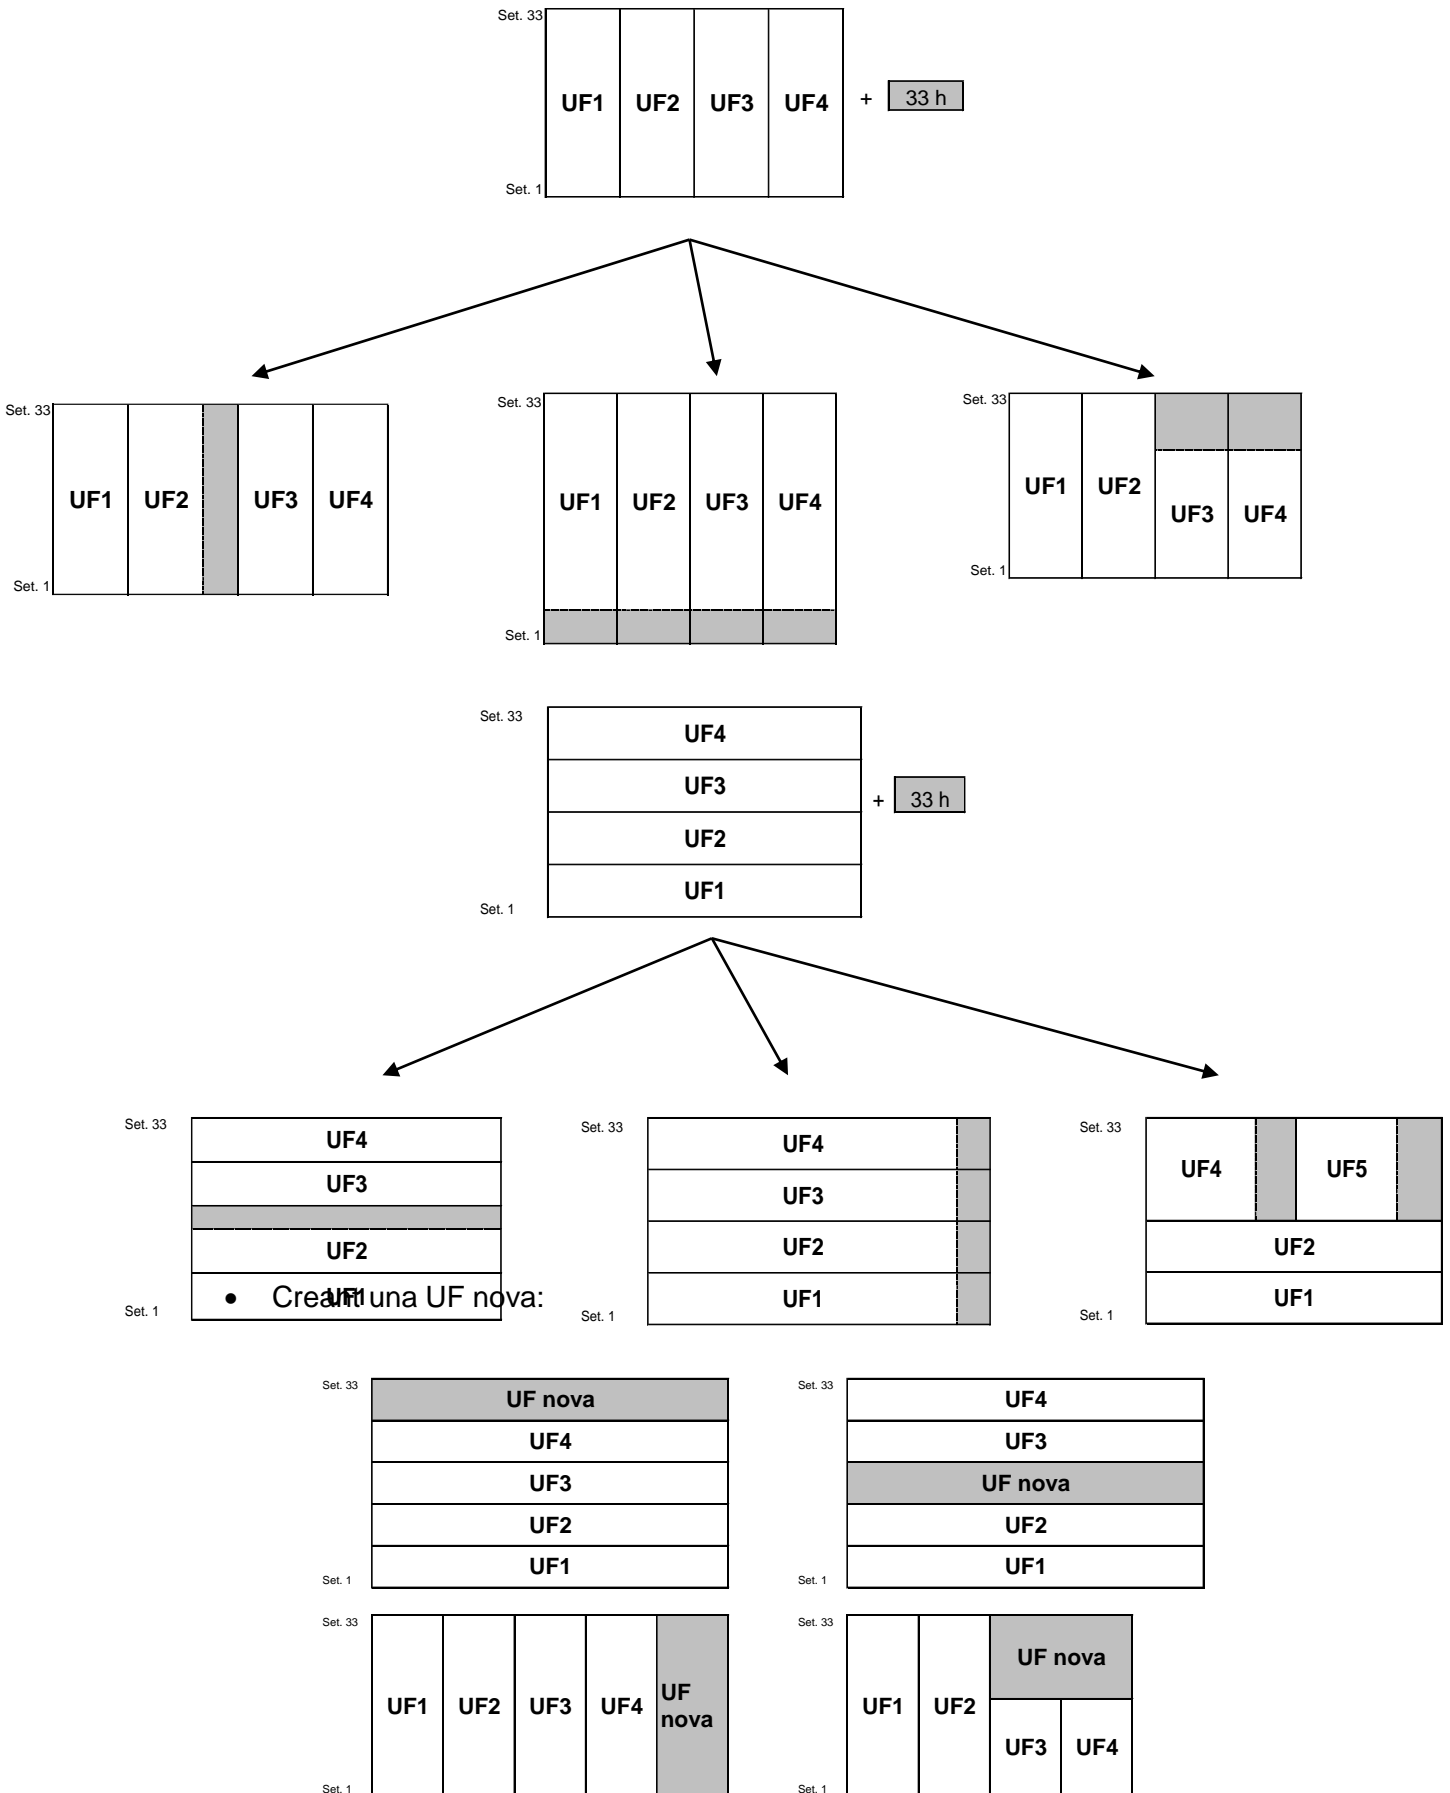 Set. 33
UF1 UF2 UF3 UF4 + 33 h
Set. 1
Set. 33
UF1 UF2 UF3 UF4
Set. 1
Set. 33
UF1 UF2 UF3 UF4
Set. 1
Set. 33
UF1 UF2
UF3 UF4
Set. 1
Set. 33
UF4
UF3
+ 33 h
UF2
UF1
Set. 1
Set. 33
UF4
UF3
UF2
UF1
Set. 1
• Creant una UF nova:
Set. 33
UF4
UF3
UF2
UF1
Set. 1
Set. 33
UF4 UF5
UF2
UF1
Set. 1
Set. 33
UF nova
UF4
UF3
UF2
UF1
Set. 1
Set. 33
UF4
UF3
UF nova
UF2
UF1
Set. 1
Set. 33
UF1 UF2 UF3 UF4 UF
nova
Set. 1
Set. 33
UF nova
UF1 UF2
UF3 UF4
Set. 1